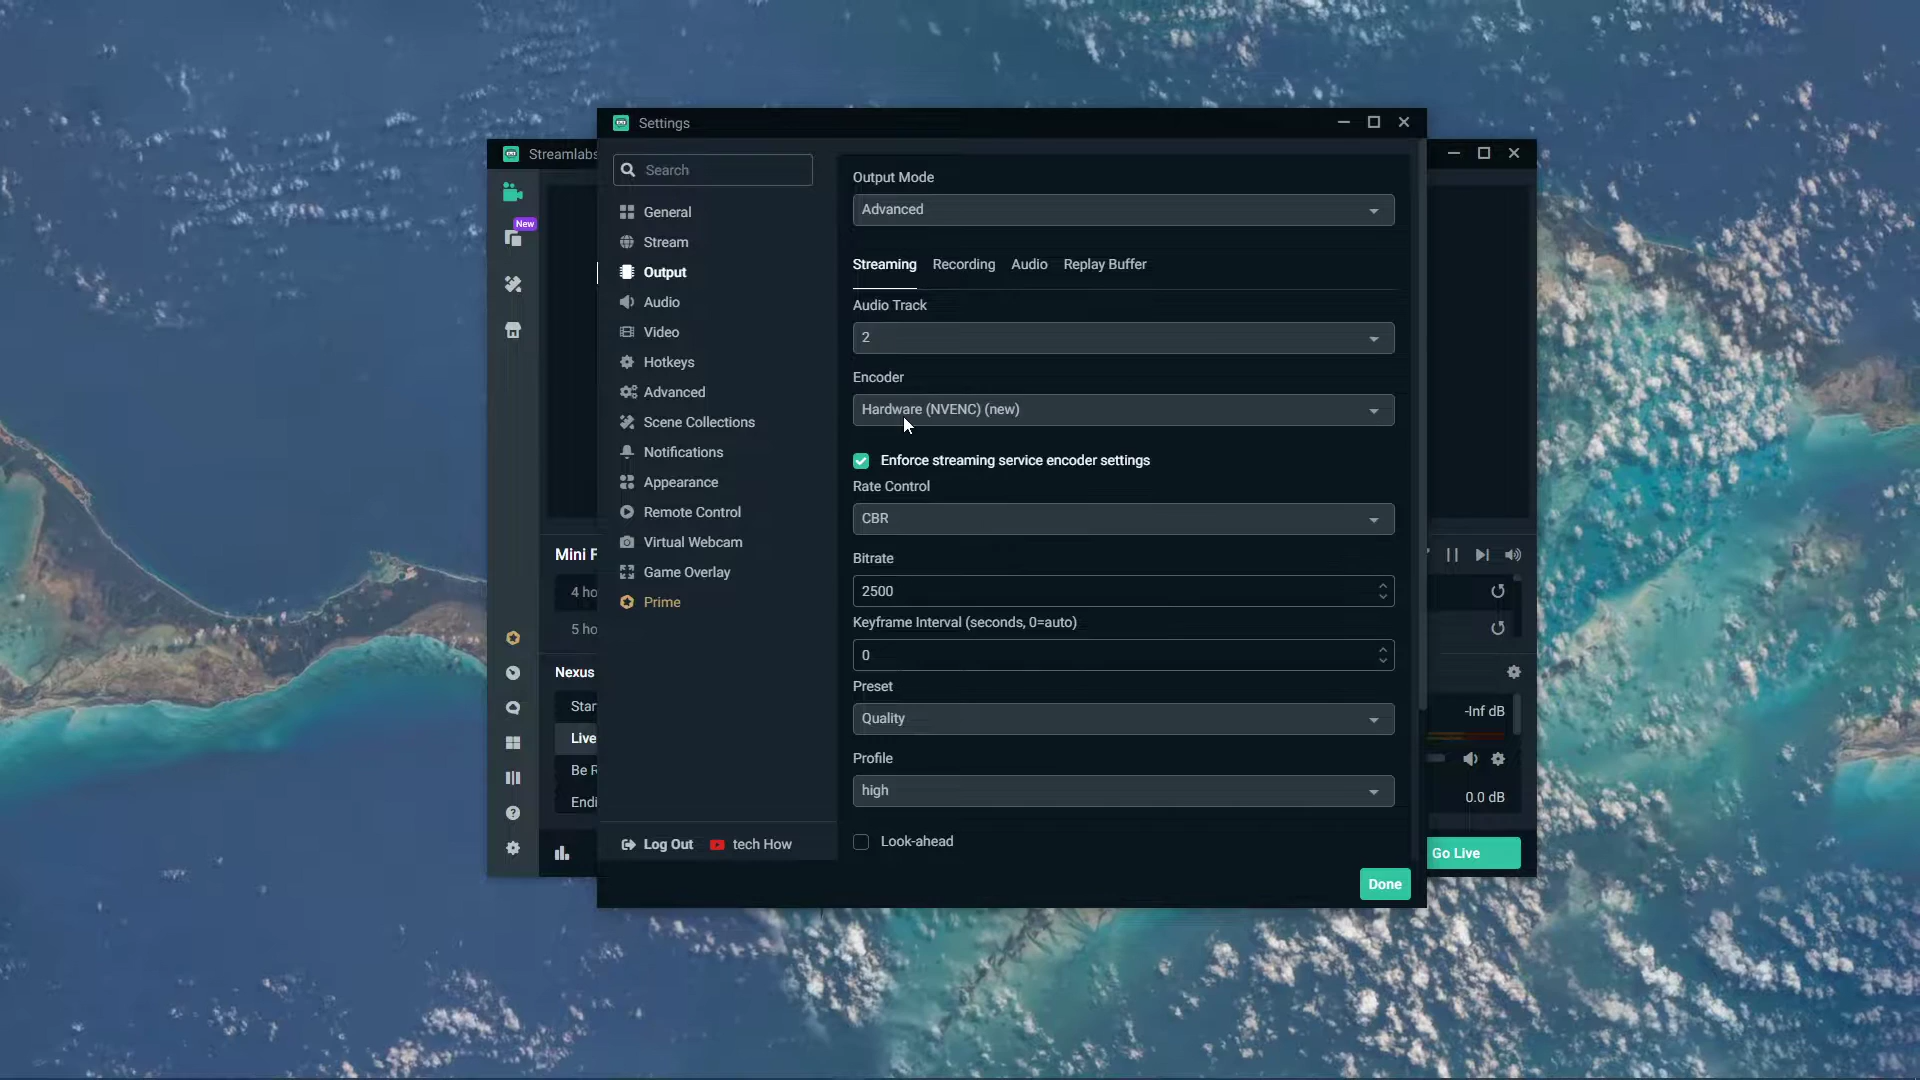 Settings
Streamlabs
Search
General
Stream
Output
Audio
Video
Hotkeys
Advanced
Scene Collections
Notifications
Appearance
Remote Control
Virtual Webcam
Game Overlay
Prime
Log Out
tech How
Output Mode
Advanced
Streaming Recording Audio Replay Buffer
Audio Track
2
Encoder
Hardware (NVENC) (new)
Enforce streaming service encoder settings
Rate Control
CBR
Bitrate
2500
Keyframe Interval (seconds, 0=auto)
0
Preset
Quality
Profile
high
Look-ahead
Done
New
Mini F
4 ho
5 ho
Nexus
Star
Live
Be R
Endi
-Inf dB
0.0 dB
Go Live